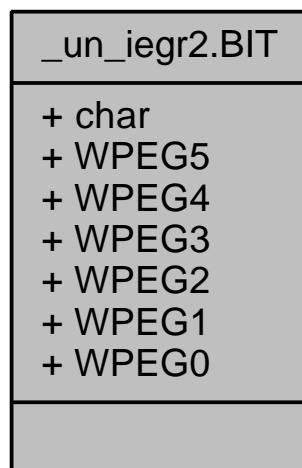 _un_iegr2.BIT
+ char
+ WPEG5
+ WPEG4
+ WPEG3
+ WPEG2
+ WPEG1
+ WPEG0